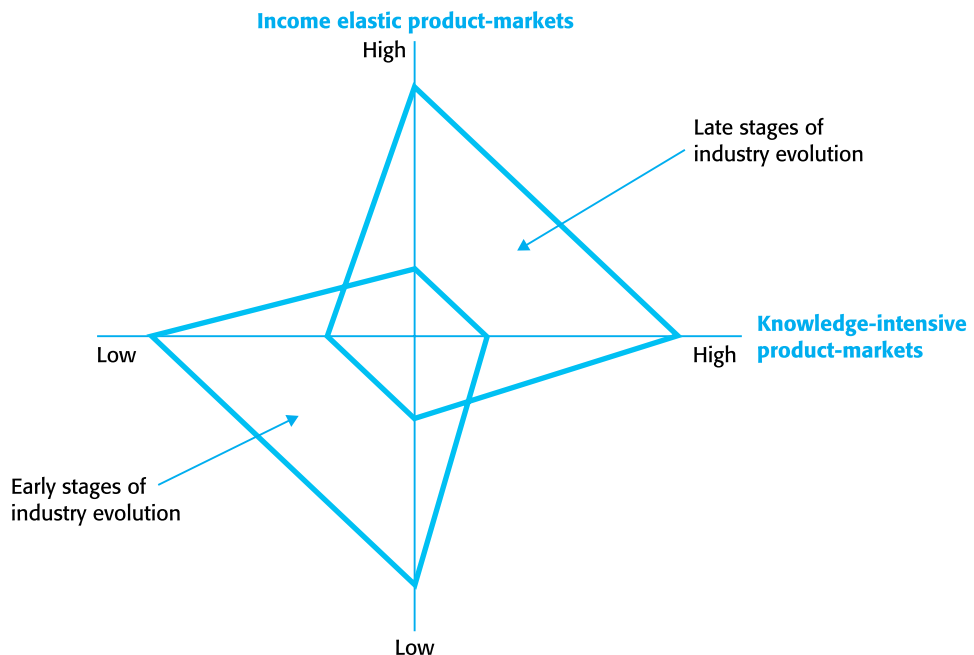 Income elastic product-markets
High
Late stages of
industry evolution
Knowledge-intensive
product-markets
Low
High
Early stages of
industry evolution
Low